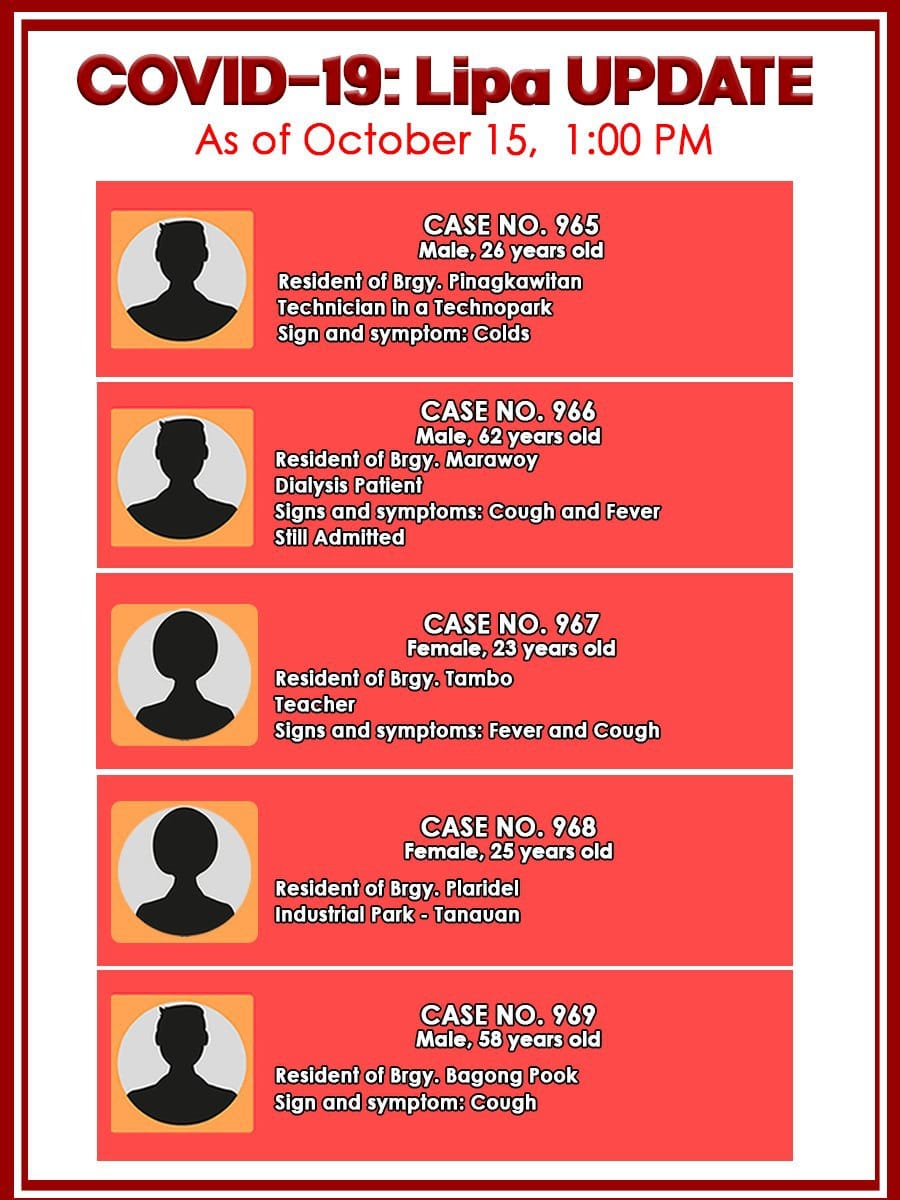 COVID-19: Lipa UPDATE
As of October 15, 1:00 PM
CASE NO. 965
Male, 26 years old
Resident of Brgy. Pinagkawitan
Technician in a Technopark
Sign and symptom: Colds
CASE NO. 966
Male, 62 years old
Resident of Brgy. Marawoy
Dialysis Patient
Signs and symptoms: Cough and Fever
Still Admitted
CASE NO. 967
Female, 23 years old
Resident of Brgy. Tambo
Teacher
Signs and symptoms: Fever and Cough
CASE NO. 968
Female, 25 years old
Resident of Brgy. Plaridel
Industrial Park - Tanauan
CASE NO. 969
Male, 58 years old
Resident of Brgy. Bagong Pook
Sign and symptom: Cough